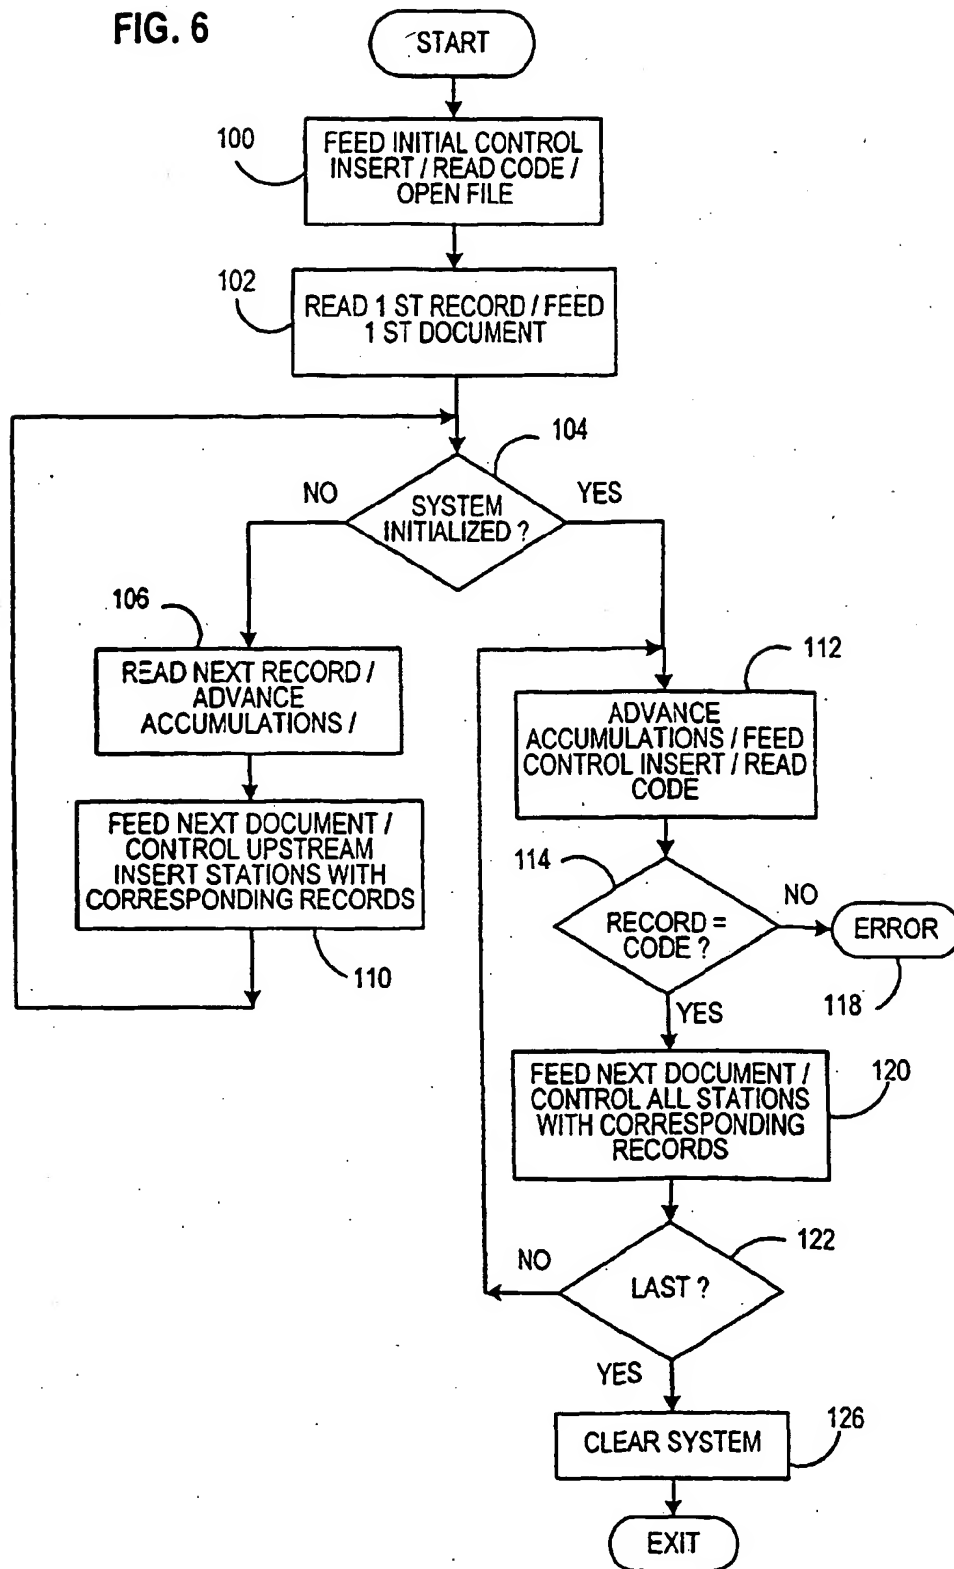 FIG. 6
START
100
FEED INITIAL CONTROL
INSERT / READ CODE /
OPEN FILE
102
READ 1 ST RECORD / FEED
1 ST DOCUMENT
104
NO
YES
SYSTEM
INITIALIZED ?
106
READ NEXT RECORD /
ADVANCE
ACCUMULATIONS /
FEED NEXT DOCUMENT /
CONTROL UPSTREAM
INSERT STATIONS WITH
CORRESPONDING RECORDS
110
112
ADVANCE
ACCUMULATIONS / FEED
CONTROL INSERT / READ
CODE
114
NO
RECORD =
CODE ?
ERROR
118
YES
FEED NEXT DOCUMENT /
CONTROL ALL STATIONS
WITH CORRESPONDING
RECORDS
120
122
NO
LAST ?
YES
CLEAR SYSTEM
126
EXIT